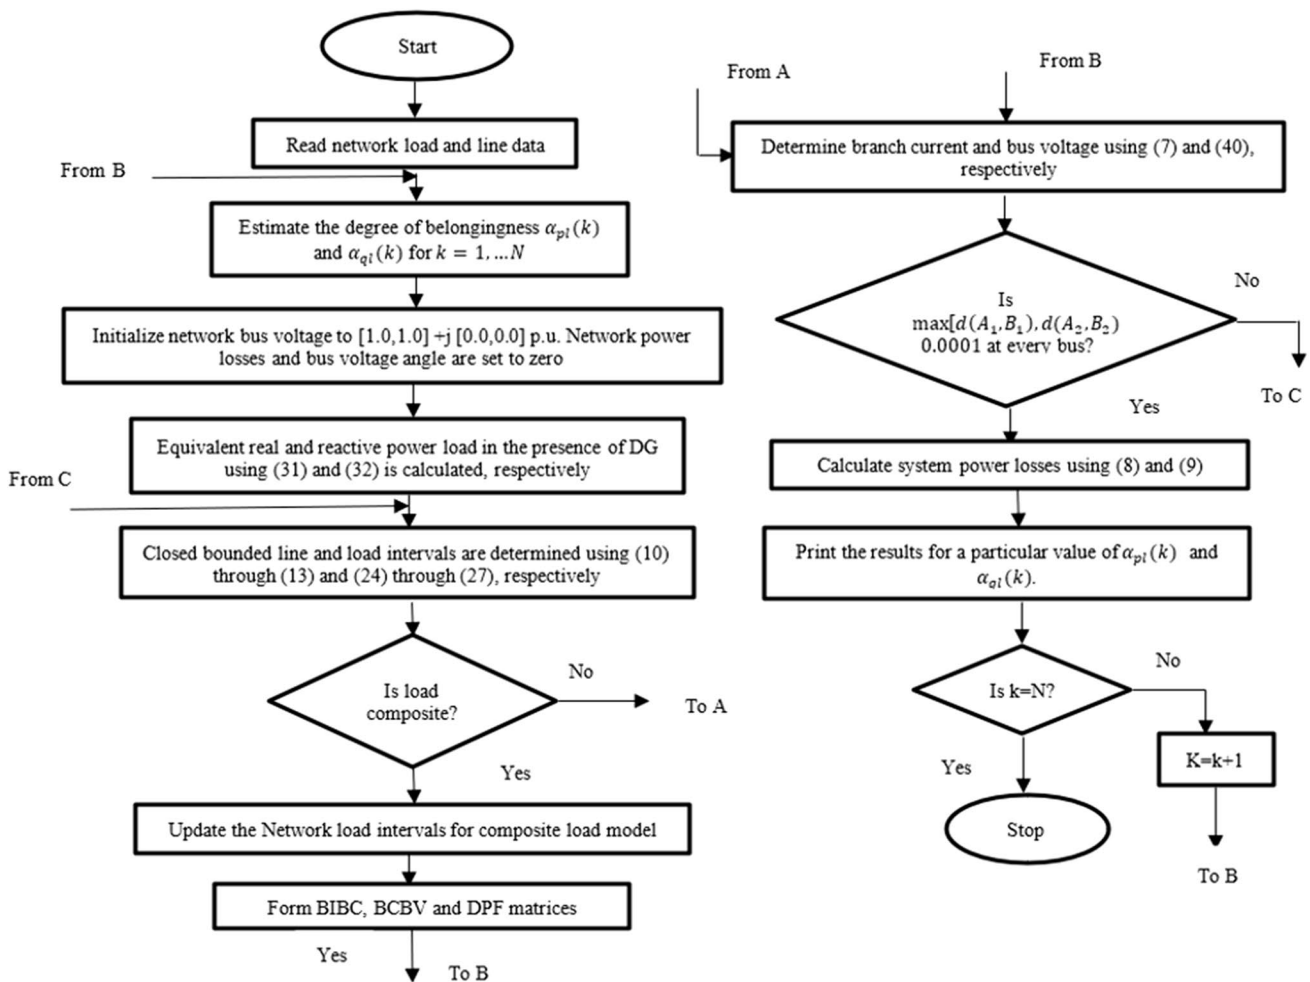 Start
Read network load and line data
From B
Estimate the degree of belongingness α_pl(k)
and α_ql(k) for k = 1, …N
Initialize network bus voltage to [1.0,1.0] +j [0.0,0.0] p.u. Network power
losses and bus voltage angle are set to zero
Equivalent real and reactive power load in the presence of DG
using (31) and (32) is calculated, respectively
From C
Closed bounded line and load intervals are determined using (10)
through (13) and (24) through (27), respectively
Is load
composite?
No
To A
Yes
Update the Network load intervals for composite load model
Form BIBC, BCBV and DPF matrices
Yes
To B
From A
From B
Determine branch current and bus voltage using (7) and (40),
respectively
Is
max[d(A₁,B₁), d(A₂,B₂)
0.0001 at every bus?
No
To C
Yes
Calculate system power losses using (8) and (9)
Print the results for a particular value of α_pl(k) and
α_ql(k).
Is k=N?
No
K=k+1
To B
Yes
Stop